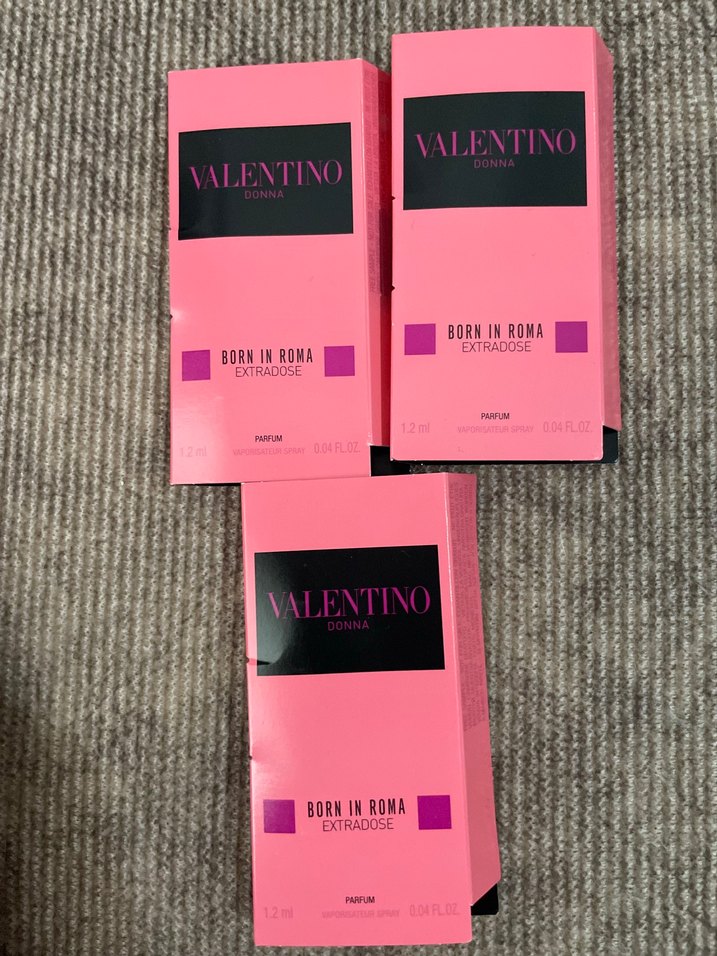 VALENTINO
DONNA
BORN IN ROMA
EXTRADOSE
PARFUM
1.2 ml VAPORISATEUR SPRAY 0.04 FL.OZ.
VALENTINO
DONNA
BORN IN ROMA
EXTRADOSE
PARFUM
1.2 ml VAPORISATEUR SPRAY 0.04 FL.OZ.
VALENTINO
DONNA
BORN IN ROMA
EXTRADOSE
PARFUM
1.2 ml VAPORISATEUR SPRAY 0.04 FL.OZ.